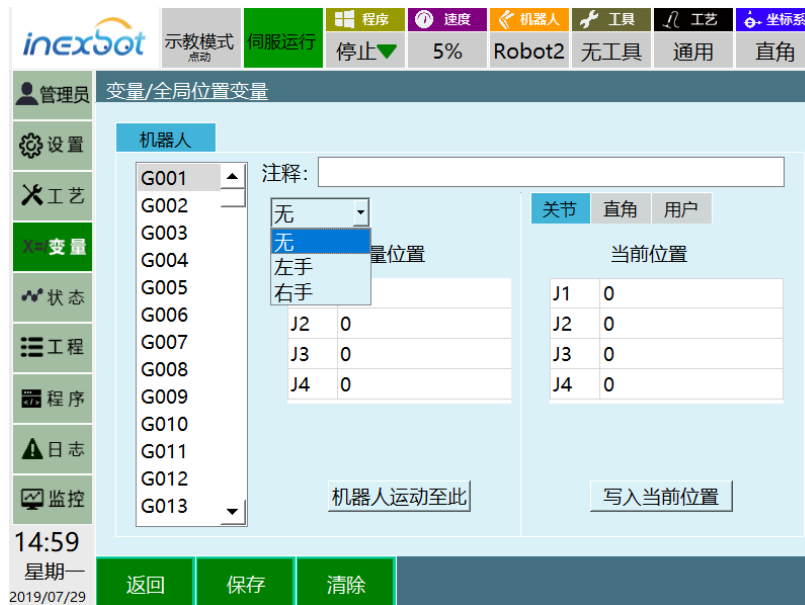 inexbot
示教模式
点动
伺服运行
程序
停止
速度
5%
机器人
Robot2
工具
无工具
工艺
通用
坐标系
直角
管理员
设置
工艺
X=/变量
状态
工程
程序
日志
监控
14:59
星期一
2019/07/29
变量/全局位置变量
机器人
G001
G002
G003
G004
G005
G006
G007
G008
G009
G010
G011
G012
G013
注释:
无
无
左手
右手
量位置
J2 0
J3 0
J4 0
机器人运动至此
关节 直角 用户
当前位置
J1 0
J2 0
J3 0
J4 0
写入当前位置
返回 保存 清除